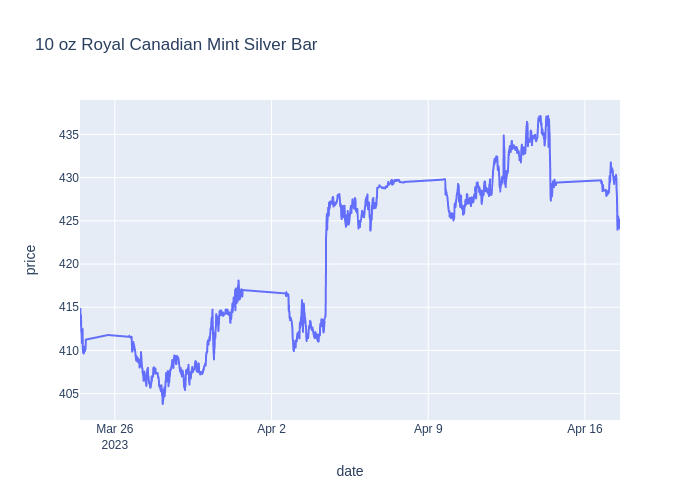 10 oz Royal Canadian Mint Silver Bar
435
430
425
420
415
410
405
price
Mar 26
2023
Apr 2
Apr 9
Apr 16
date